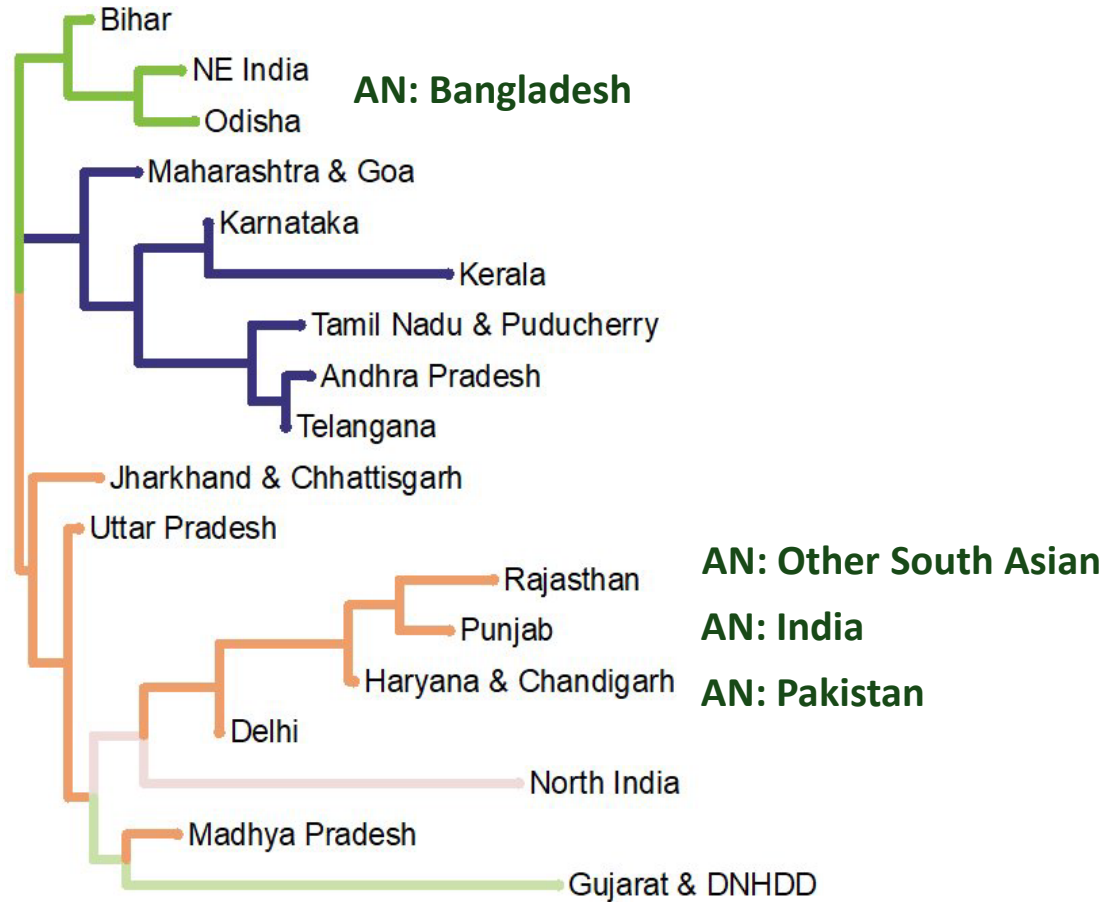 Bihar
NE India
AN: Bangladesh
Odisha
Maharashtra & Goa
Karnataka
Kerala
Tamil Nadu & Puducherry
Andhra Pradesh
Telangana
Jharkhand & Chhattisgarh
Uttar Pradesh
AN: Other South Asian
Rajasthan
AN: India
Punjab
Haryana & Chandigarh
AN: Pakistan
Delhi
North India
Madhya Pradesh
Gujarat & DNHDD